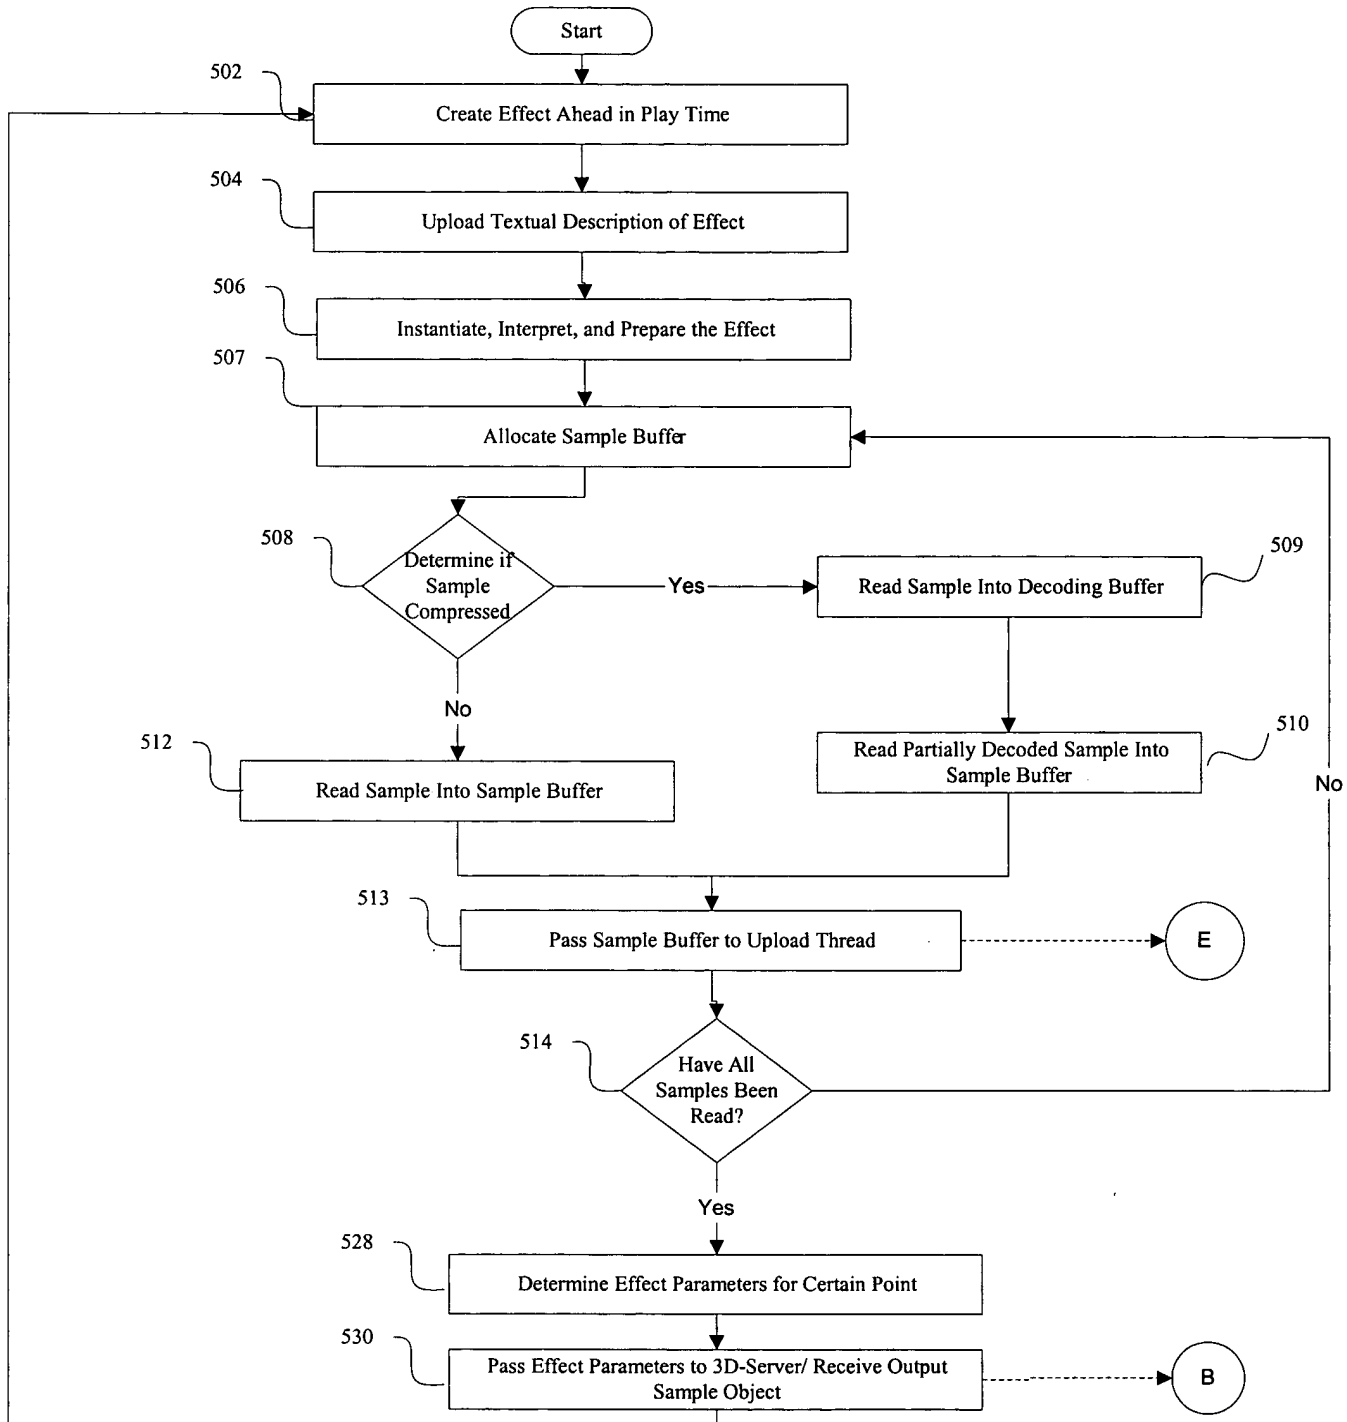 Start
502
Create Effect Ahead in Play Time
504
Upload Textual Description of Effect
506
Instantiate, Interpret, and Prepare the Effect
507
Allocate Sample Buffer
508
Determine if
Sample
Compressed
Yes
509
Read Sample Into Decoding Buffer
No
510
Read Partially Decoded Sample Into
Sample Buffer
512
Read Sample Into Sample Buffer
No
513
Pass Sample Buffer to Upload Thread
E
514
Have All
Samples Been
Read?
Yes
528
Determine Effect Parameters for Certain Point
530
Pass Effect Parameters to 3D-Server/ Receive Output
Sample Object
B